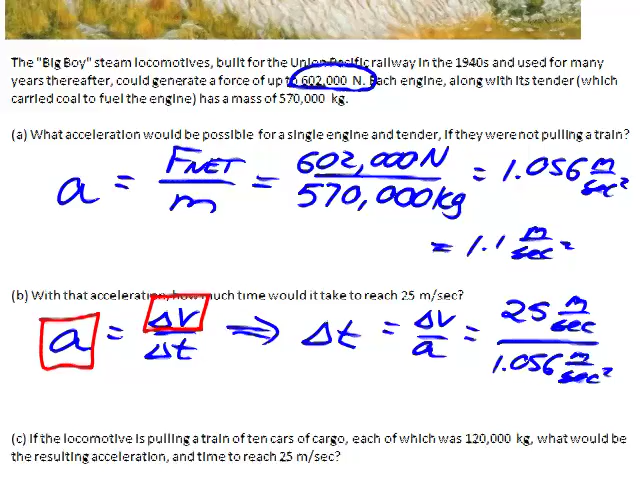 The "Big Boy" steam locomotives, built for the Union Pacific railway in the 1940s and used for many
years thereafter, could generate a force of up to 602,000 N. Each engine, along with its tender (which
carried coal to fuel the engine) has a mass of 570,000 kg.
(a) What acceleration would be possible for a single engine and tender, if they were not pulling a train?
a = FNET/m = 602,000N/570,000kg = 1.056 m/sec²
= 1.1 m/sec²
(b) With that acceleration, how much time would it take to reach 25 m/sec?
a = ΔV/Δt ⇒ Δt = ΔV/a = 25 m/sec / 1.056 m/sec²
(c) If the locomotive is pulling a train of ten cars of cargo, each of which was 120,000 kg, what would be
the resulting acceleration, and time to reach 25 m/sec?